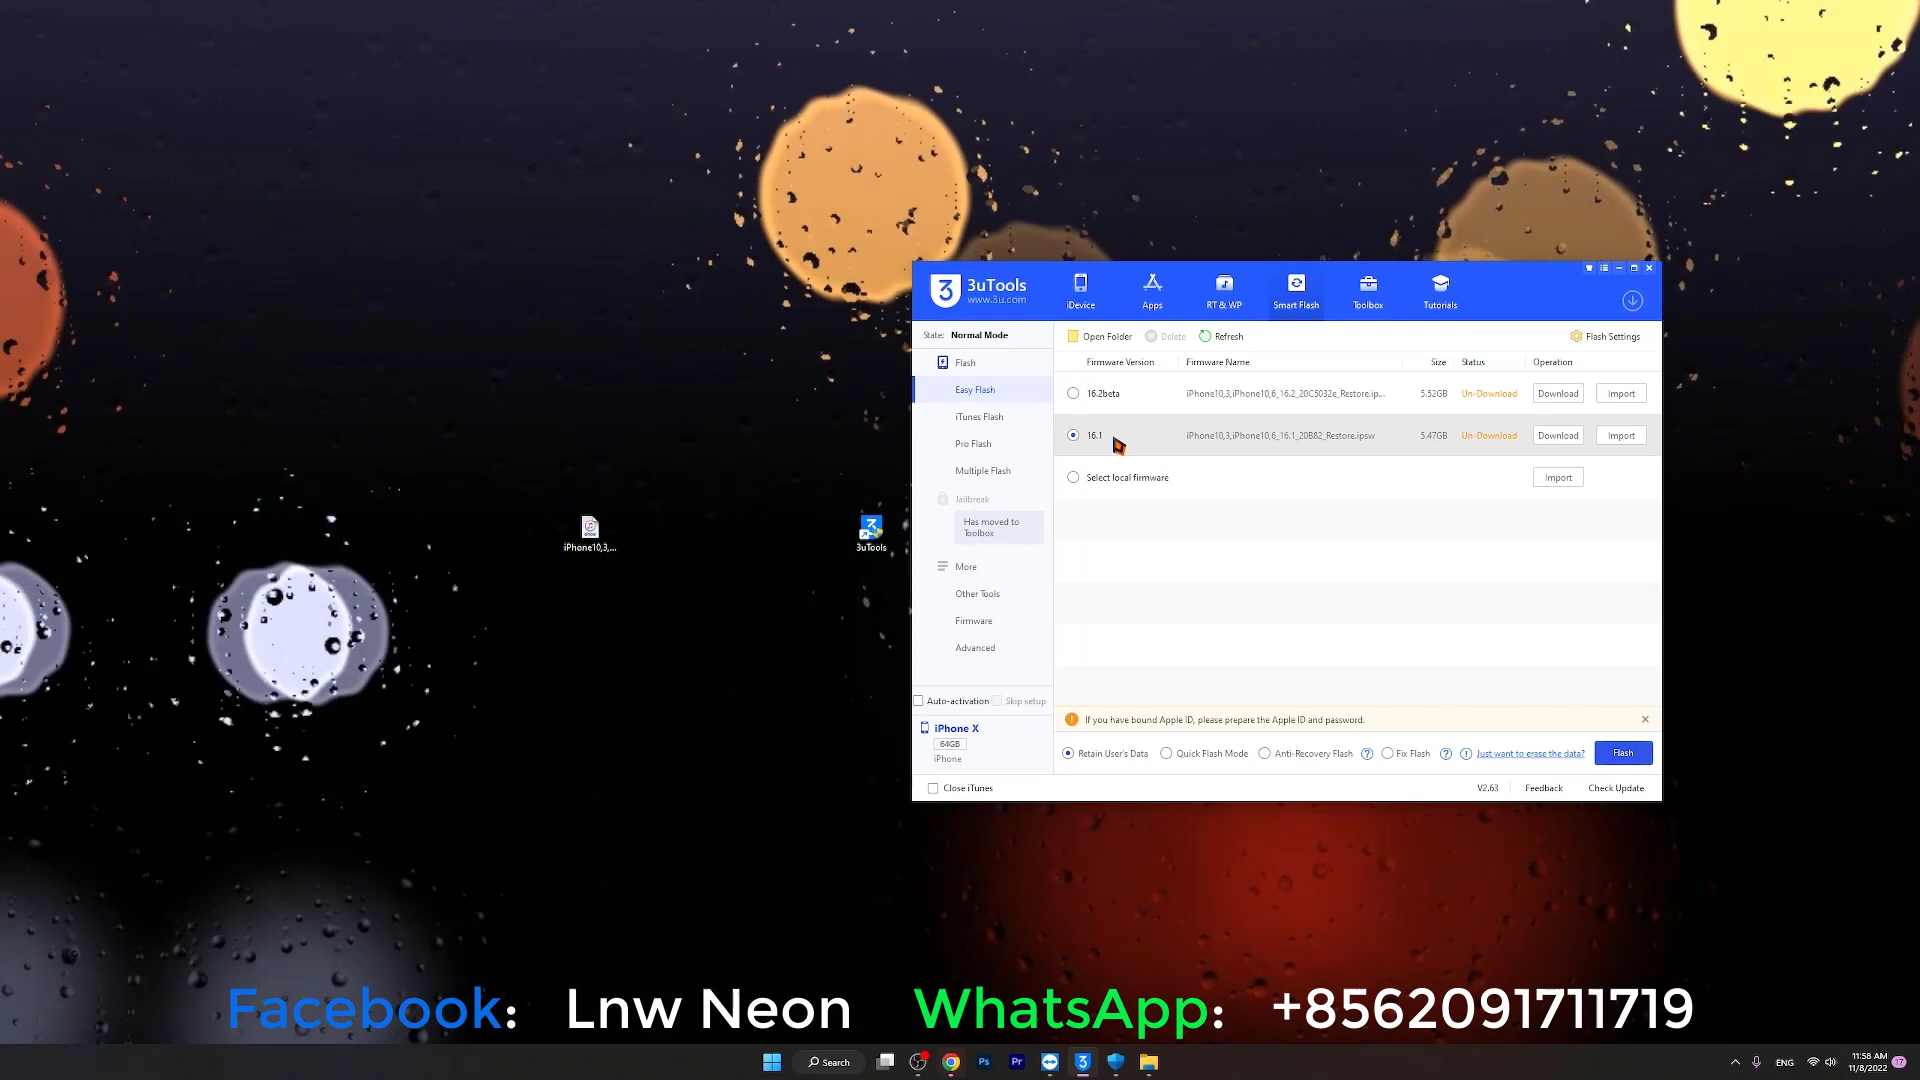 3uTools
www.3u.com
iDevice
Apps
RT & WP
Smart Flash
Toolbox
Tutorials
State: Normal Mode
Open Folder
Delete
Refresh
Flash Settings
Flash
Easy Flash
iTunes Flash
Pro Flash
Multiple Flash
Jailbreak
Has moved to
Toolbox
More
Other Tools
Firmware
Advanced
Firmware Version Firmware Name Size Status Operation
16.2beta iPhone10,3,iPhone10,6_16.2_20C5032e_Restore.ip... 5.52GB Un-Download Download Import
16.1 iPhone10,3,iPhone10,6_16.1_20B82_Restore.ipsw 5.47GB Un-Download Download Import
Select local firmware Import
Auto-activation Skip setup
iPhone X
64GB
iPhone
If you have bound Apple ID, please prepare the Apple ID and password.
Retain User's Data Quick Flash Mode Anti-Recovery Flash ? Fix Flash ? Just want to erase the data? Flash
Close iTunes
V2.63 Feedback Check Update
iPhone10,3,...
3uTools
Facebook: Lnw Neon WhatsApp: +8562091711719
Search
Ps
Pr
ENG
11:58 AM
11/8/2022
17